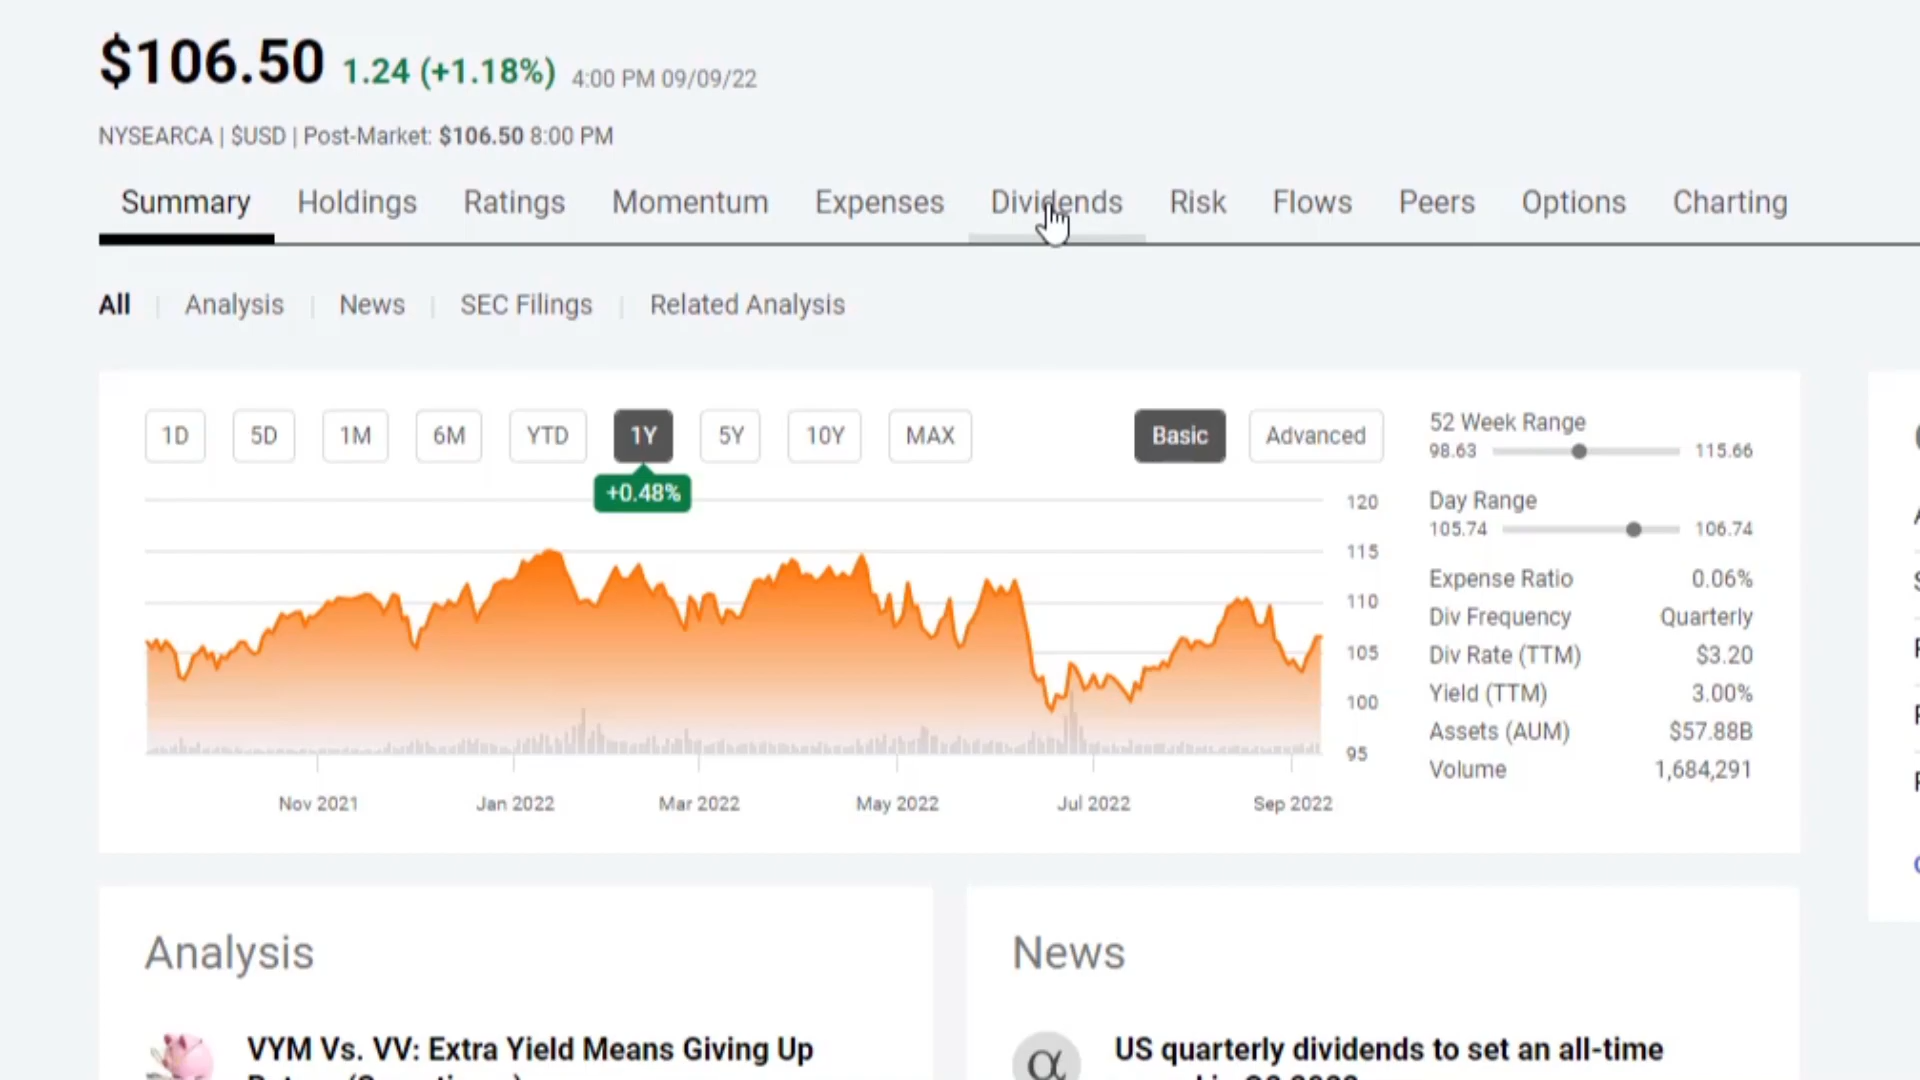 $106.50 1.24 (+1.18%) 4:00 PM 09/09/22
NYSEARCA | $USD | Post-Market: $106.50 8:00 PM
Summary Holdings Ratings Momentum Expenses Dividends Risk Flows Peers Options Charting
All | Analysis | News | SEC Filings | Related Analysis
1D 5D 1M 6M YTD 1Y 5Y 10Y MAX Basic Advanced
+0.48%
120
115
110
105
100
95
Nov 2021 Jan 2022 Mar 2022 May 2022 Jul 2022 Sep 2022
52 Week Range
98.63 115.66
Day Range
105.74 106.74
Expense Ratio 0.06%
Div Frequency Quarterly
Div Rate (TTM) $3.20
Yield (TTM) 3.00%
Assets (AUM) $57.88B
Volume 1,684,291
Analysis
VYM Vs. VV: Extra Yield Means Giving Up
News
α
US quarterly dividends to set an all-time